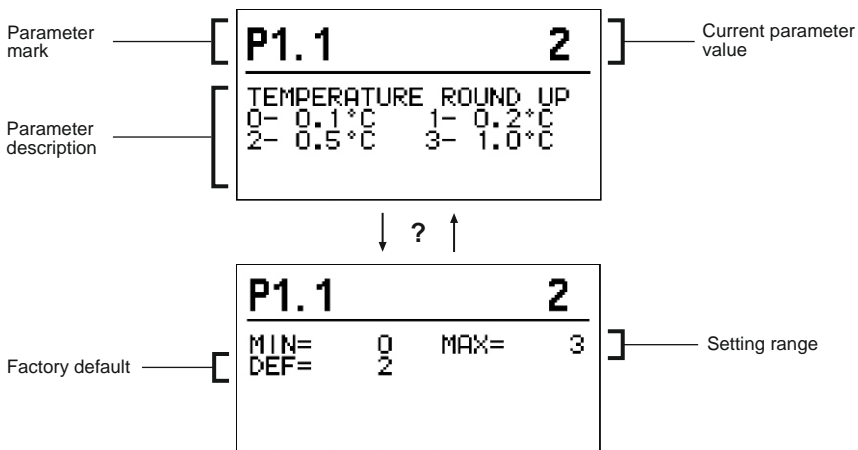 Parameter mark
P1.1 2
Current parameter value
Parameter description
TEMPERATURE ROUND UP
0- 0.1°C 1- 0.2°C
2- 0.5°C 3- 1.0°C
?
P1.1 2
MIN= 0 MAX= 3
DEF= 2
Factory default
Setting range